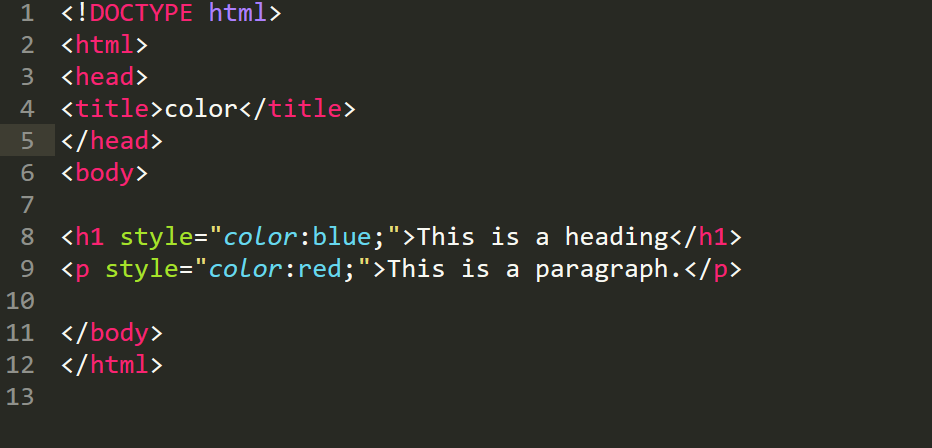 1 <!DOCTYPE html>
2 <html>
3 <head>
4 <title>color</title>
5 </head>
6 <body>
7
8 <h1 style="color:blue;">This is a heading</h1>
9 <p style="color:red;">This is a paragraph.</p>
10
11 </body>
12 </html>
13